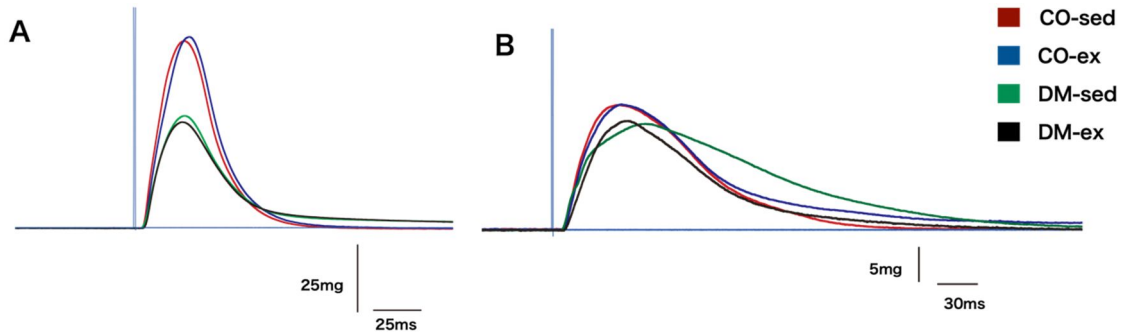 A
B
CO-sed
CO-ex
DM-sed
DM-ex
25mg
25ms
5mg
30ms